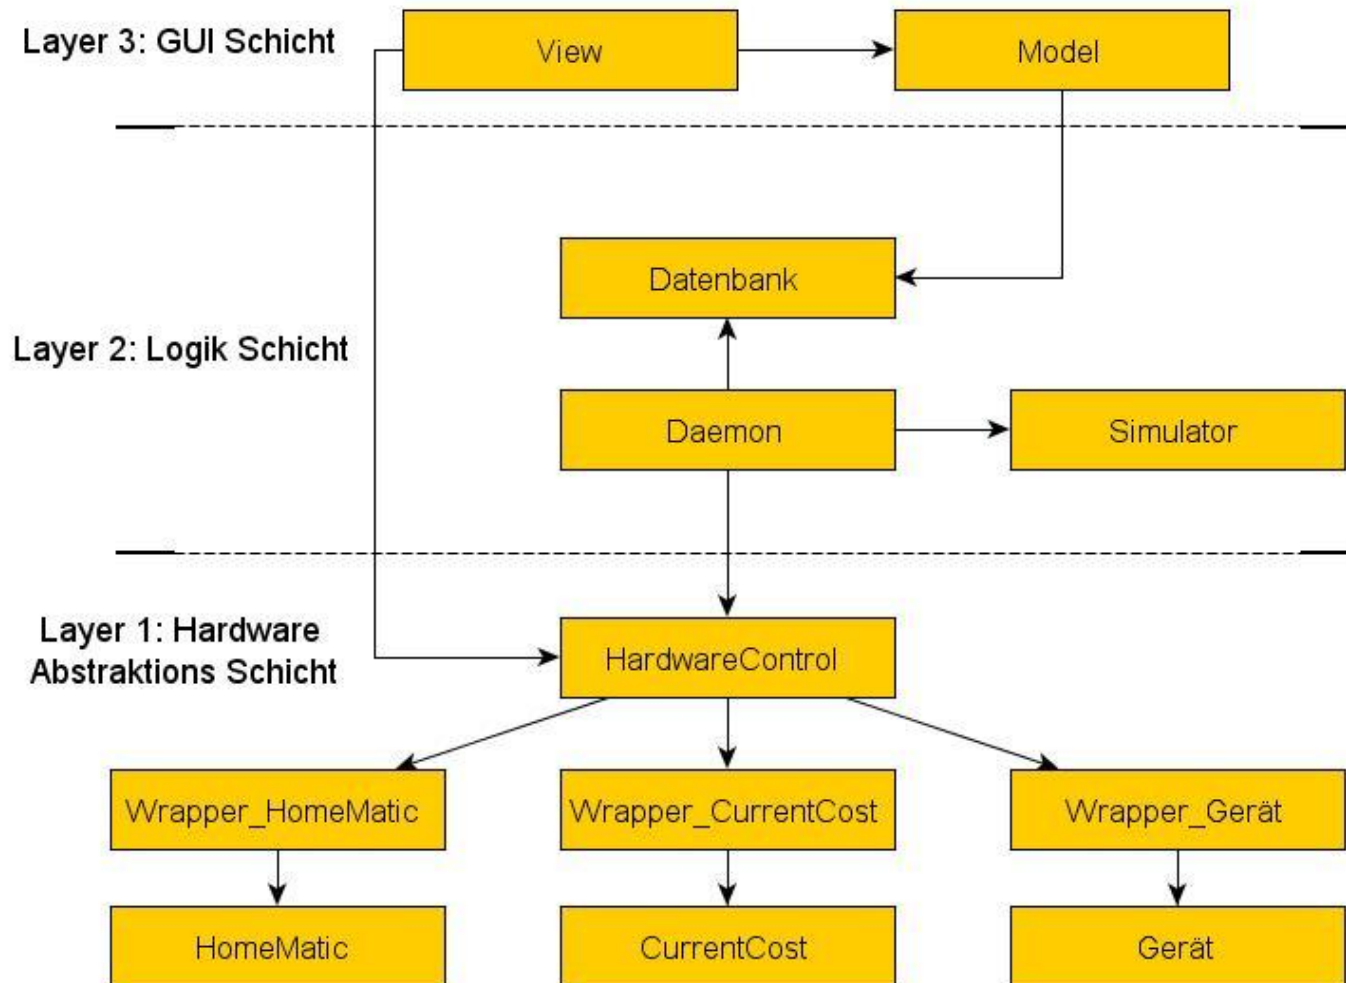 Layer 3: GUI Schicht
View
Model
Datenbank
Layer 2: Logik Schicht
Daemon
Simulator
Layer 1: Hardware
Abstraktions Schicht
HardwareControl
Wrapper_HomeMatic
Wrapper_CurrentCost
Wrapper_Gerät
HomeMatic
CurrentCost
Gerät